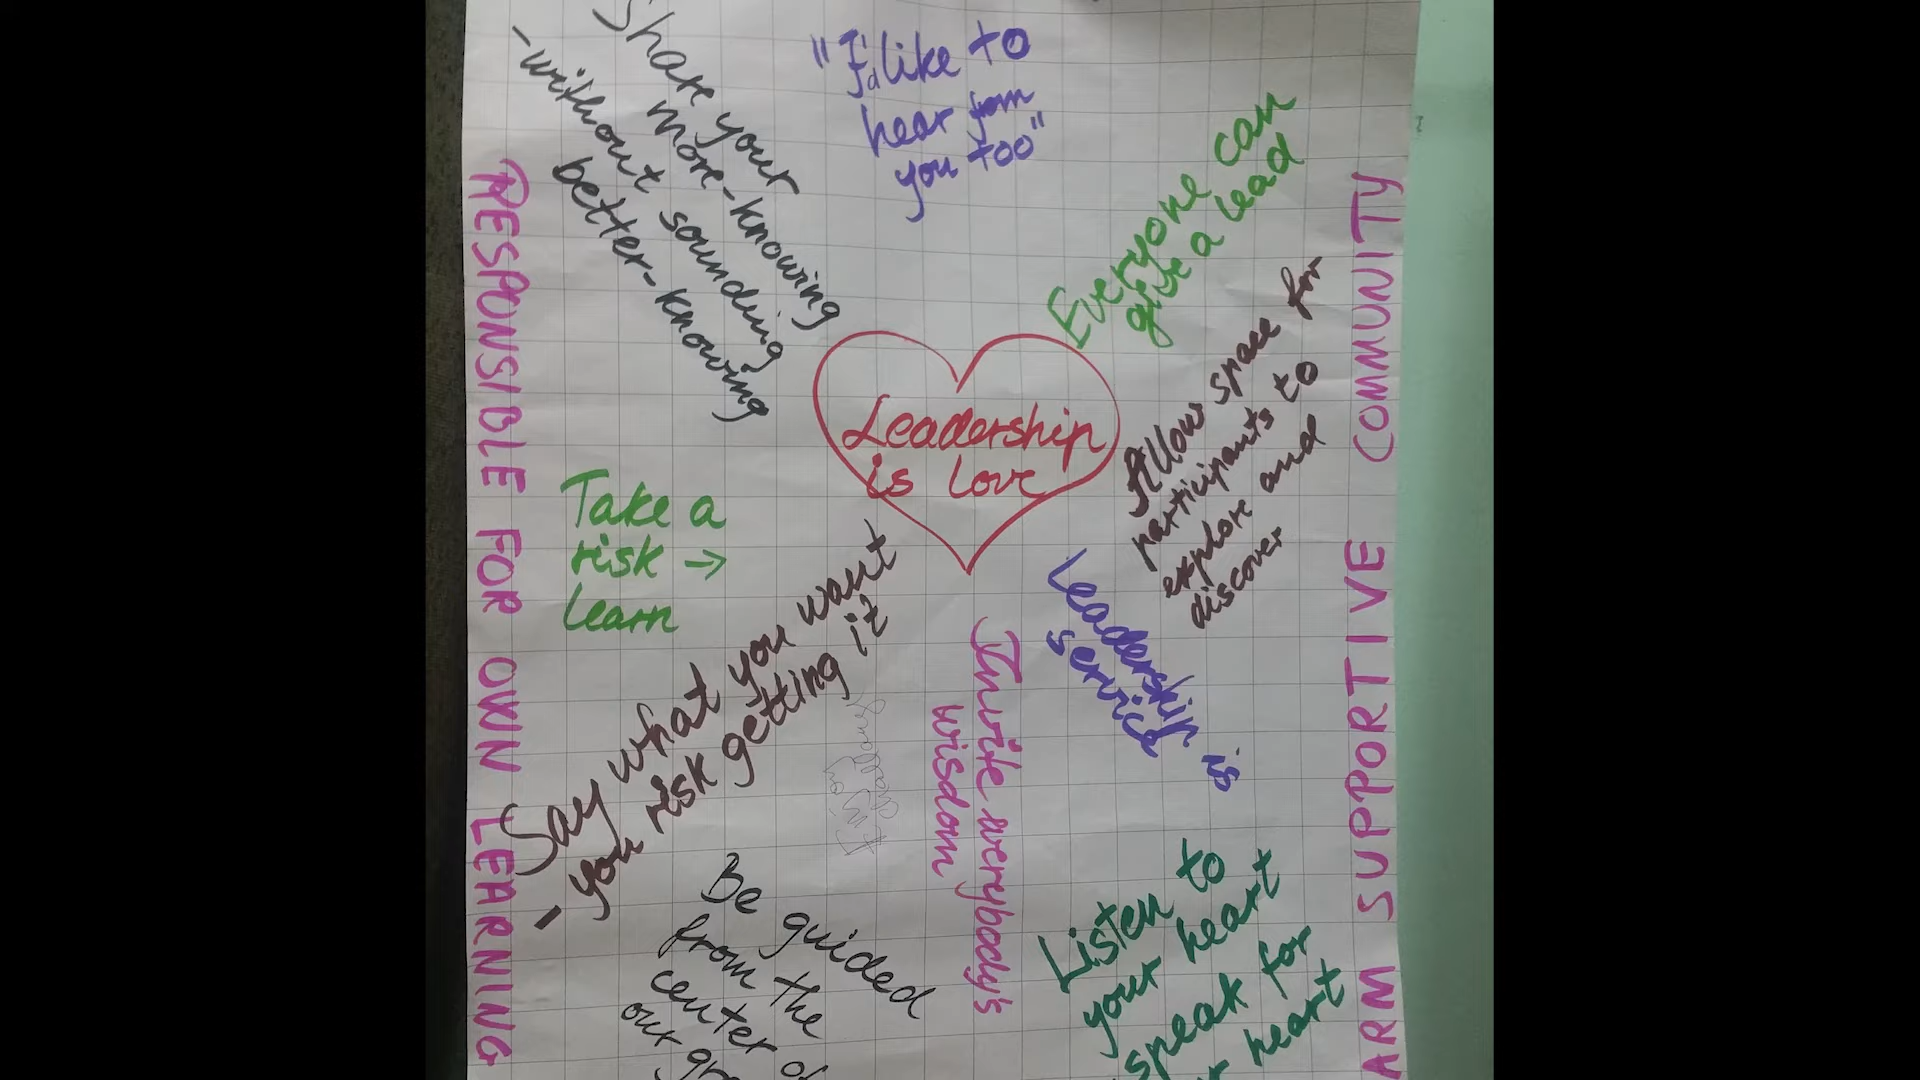 Share your
more-knowing
-without sounding
better-knowing
"I'd like to
hear from
you too"
Everyone can
give a lead
RESPONSIBLE FOR OWN LEARNING
Leadership
is Love
Allow space for
participants to
explore and
discover
Take a
risk →
learn
Say what you want
- you risk getting it
Leadership is
service
Invite everybody's
wisdom
Be guided
from the
center of
our
Listen to
your heart
speak for
heart
SUPPORTIVE COMMUNITY